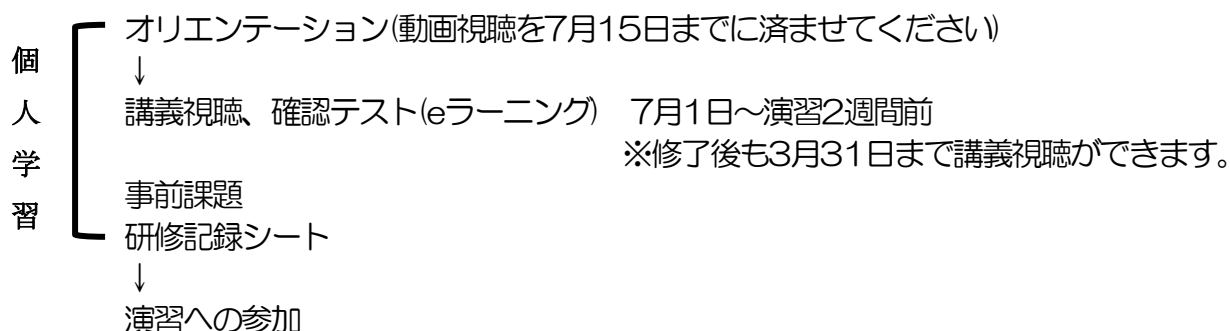 個人学習
オリエンテーション(動画視聴を7月15日までに済ませてください)
↓
講義視聴、確認テスト(eラーニング)　7月1日～演習2週間前
※修了後も3月31日まで講義視聴ができます。
事前課題
研修記録シート
↓
演習への参加